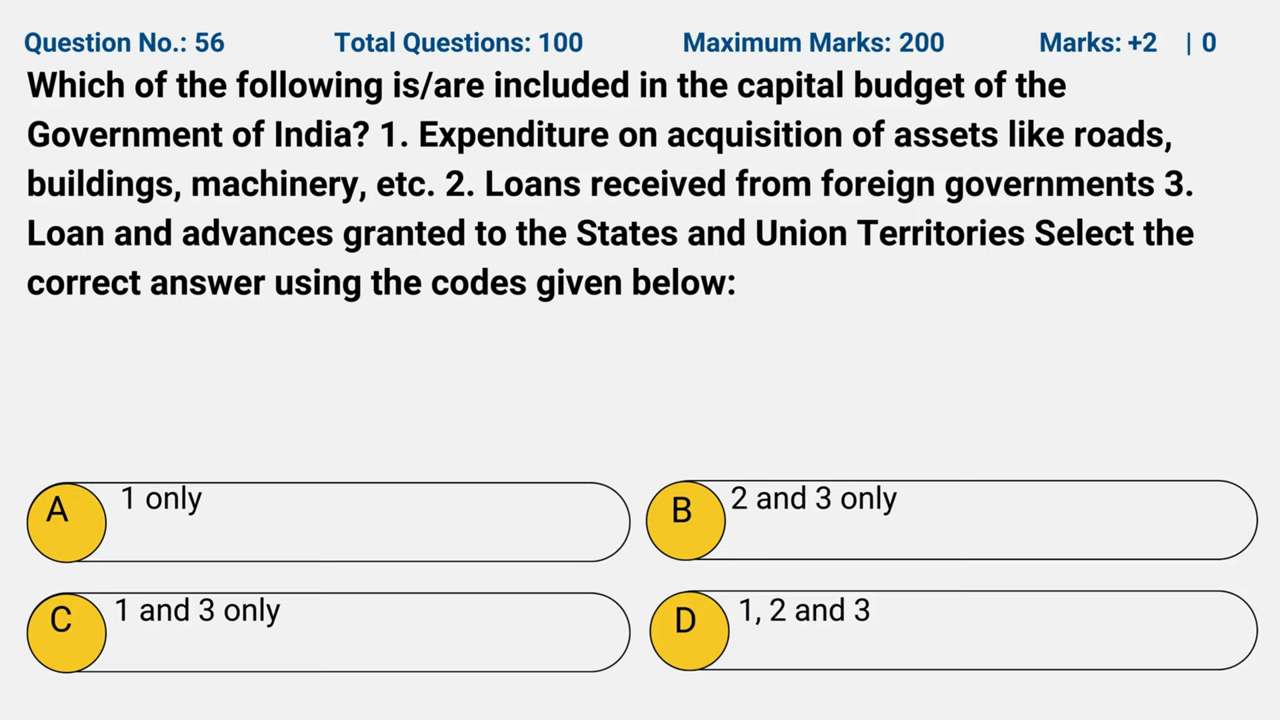 Question No.: 56 Total Questions: 100 Maximum Marks: 200 Marks: +2 | 0
Which of the following is/are included in the capital budget of the
Government of India? 1. Expenditure on acquisition of assets like roads,
buildings, machinery, etc. 2. Loans received from foreign governments 3.
Loan and advances granted to the States and Union Territories Select the
correct answer using the codes given below:
A 1 only
B 2 and 3 only
C 1 and 3 only
D 1, 2 and 3